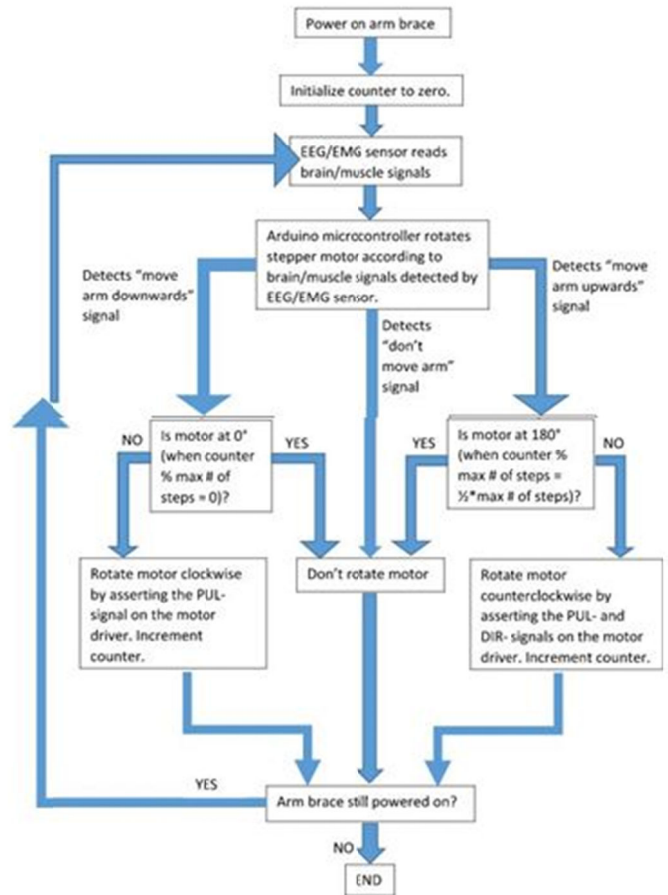 Power on arm brace
Initialize counter to zero.
EEG/EMG sensor reads
brain/muscle signals
Arduino microcontroller rotates
stepper motor according to
brain/muscle signals detected by
EEG/EMG sensor.
Detects “move
arm downwards”
signal
Detects
“don’t
move arm”
signal
Detects “move
arm upwards”
signal
NO
Is motor at 0°
(when counter
% max # of
steps = 0)?
YES
YES
Is motor at 180°
(when counter %
max # of steps =
½*max # of steps)?
NO
Rotate motor clockwise
by asserting the PUL-
signal on the motor
driver. Increment
counter.
Don’t rotate motor
Rotate motor
counterclockwise by
asserting the PUL- and
DIR- signals on the motor
driver. Increment counter.
YES
Arm brace still powered on?
NO
END